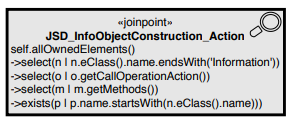 «joinpoint»
JSD_InfoObjectConstruction_Action
self.allOwnedElements()
->select(n | n.eClass().name.endsWith('Information'))
->select(o | o.getCallOperationAction())
->select(m | m.getMethods())
->exists(p | p.name.startsWith(n.eClass().name)))